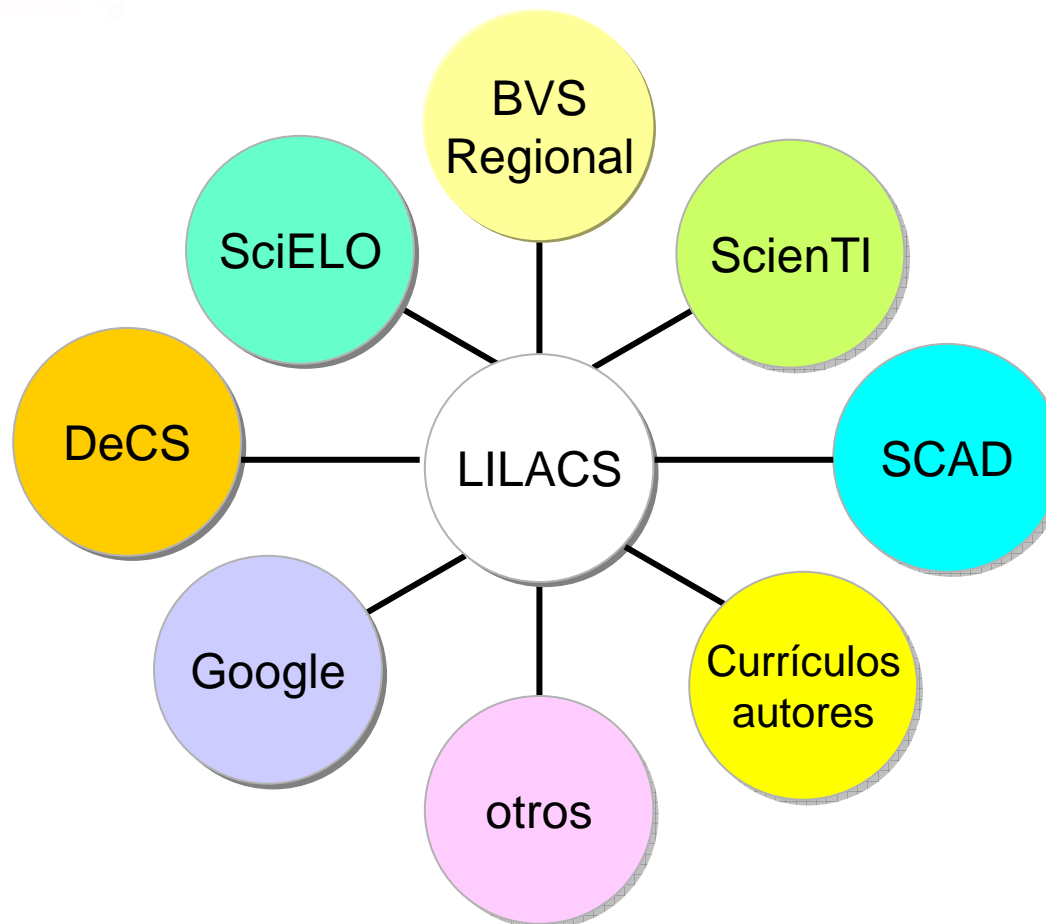 BVS
Regional
SciELO
ScienTI
DeCS
LILACS
SCAD
Google
Currículos
autores
otros